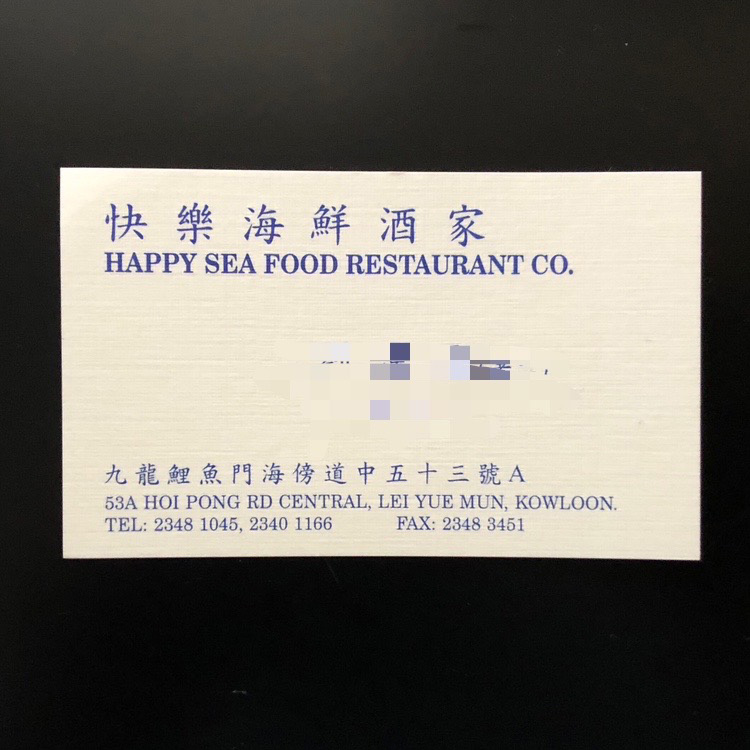 快樂海鮮酒家
HAPPY SEA FOOD RESTAURANT CO.
九龍鯉魚門海傍道中五十三號A
53A HOI PONG RD CENTRAL, LEI YUE MUN, KOWLOON.
TEL: 2348 1045, 2340 1166 FAX: 2348 3451